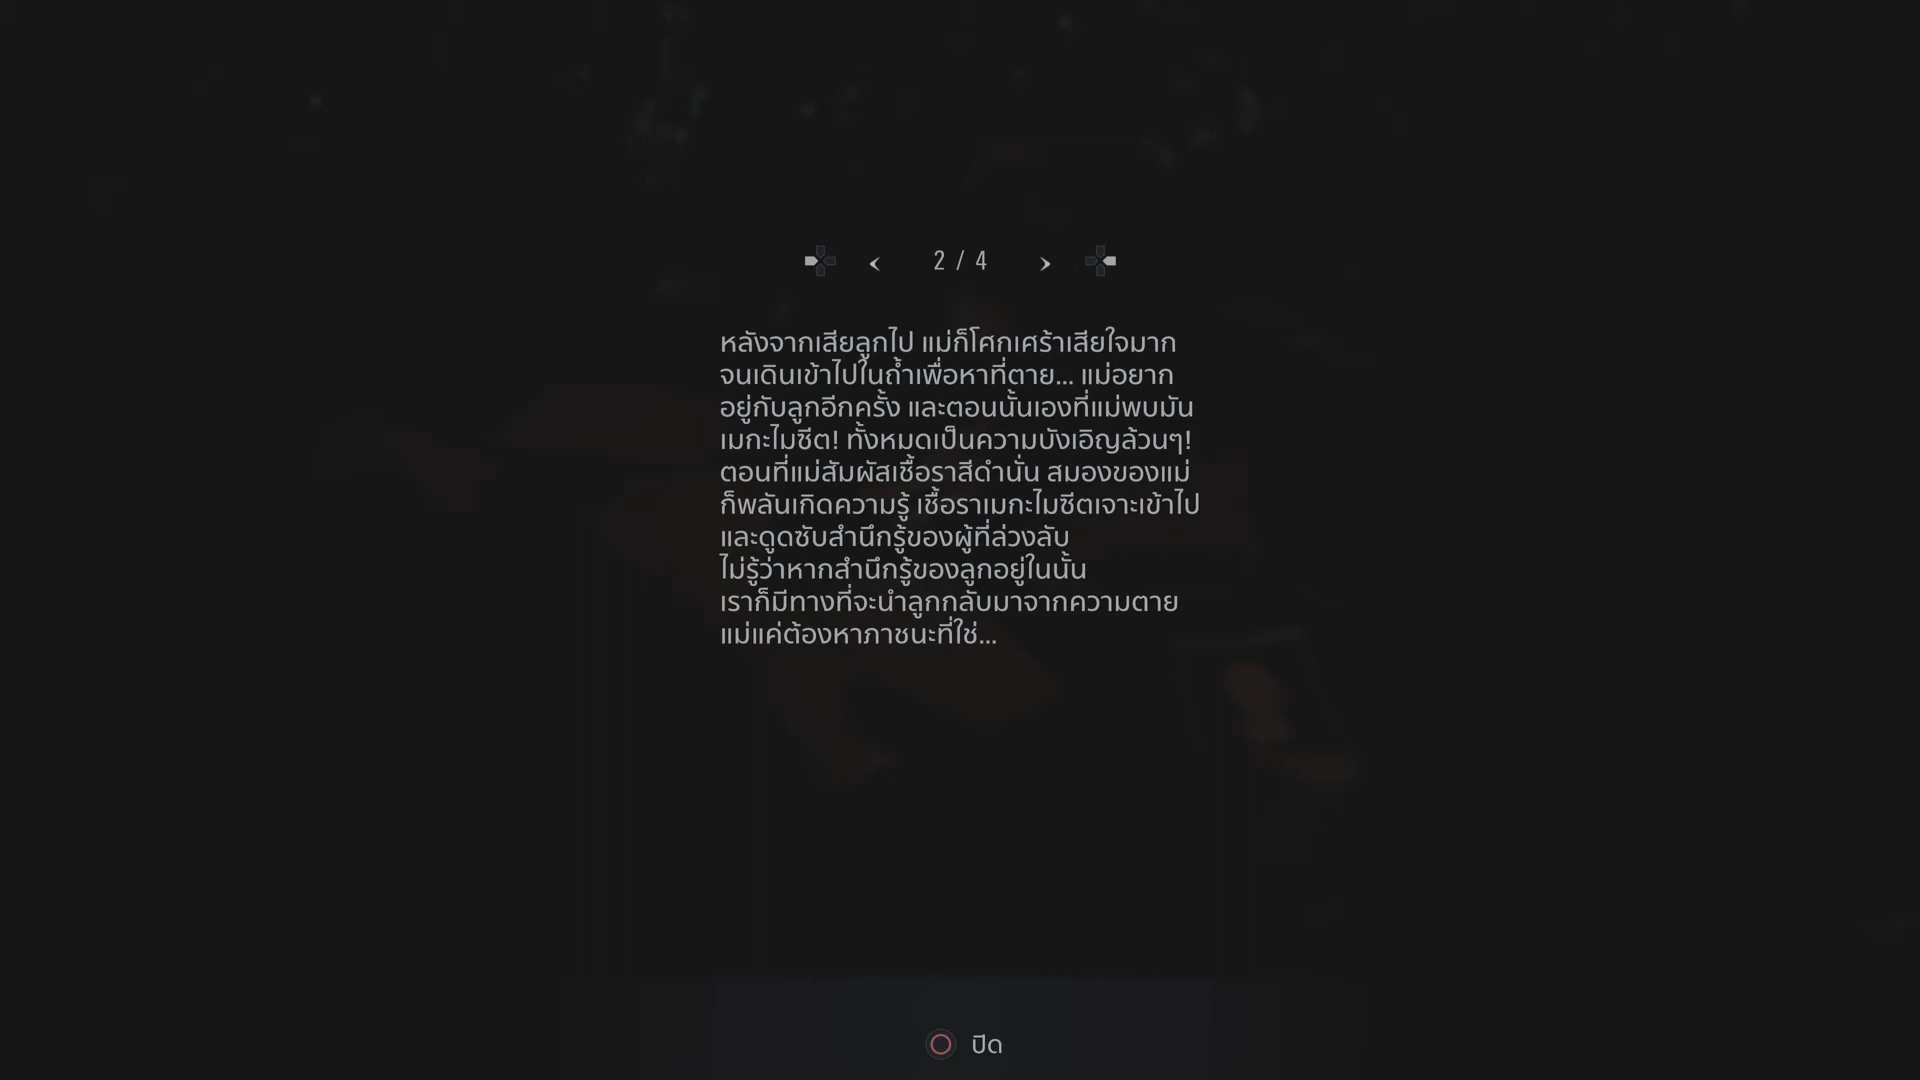 2 / 4
หลังจากเสียลูกไป แม่ก็โศกเศร้าเสียใจมาก
จนเดินเข้าไปในถ้ำเพื่อหาที่ตาย... แม่อยาก
อยู่กับลูกอีกครั้ง และตอนนั้นเองที่แม่พบมัน
เมกะไมซีต! ทั้งหมดเป็นความบังเอิญล้วนๆ!
ตอนที่แม่สัมผัสเชื้อราสีดำนั่น สมองของแม่
ก็พลันเกิดความรู้ เชื้อราเมกะไมซีตเจาะเข้าไป
และดูดซับสำนึกรู้ของผู้ที่ล่วงลับ
ไม่รู้ว่าหากสำนึกรู้ของลูกอยู่ในนั้น
เราก็มีทางที่จะนำลูกกลับมาจากความตาย
แม่แค่ต้องหาภาชนะที่ใช่...
ปิด